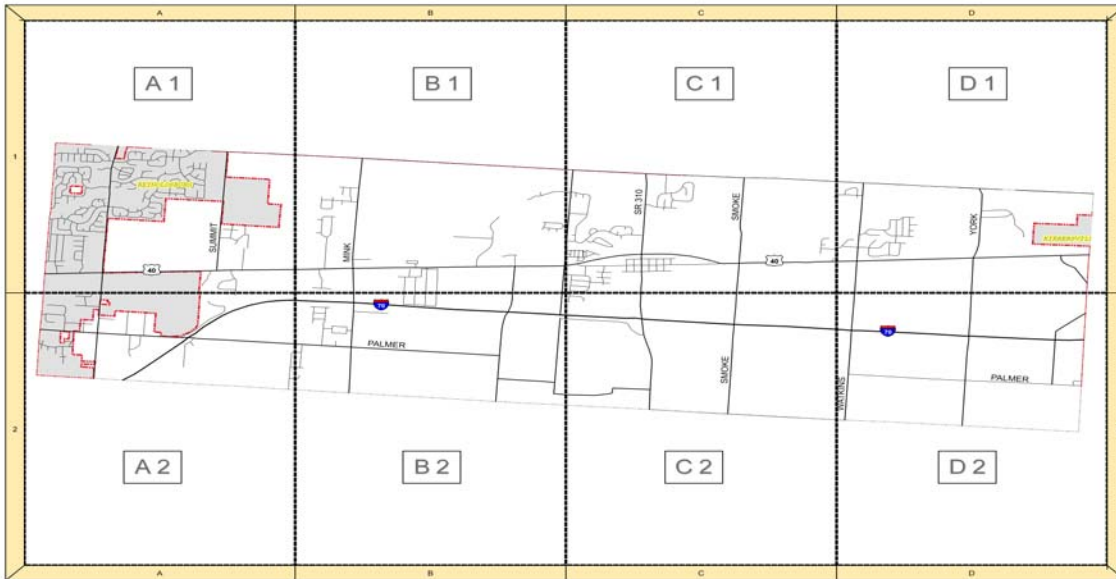 A B C D
1
A 1 B 1 C 1 D 1
SUMMIT
MINK
SR 310
SMOKE
YORK
40
40
70
70
PALMER
SMOKE
WATKINS
PALMER
2
A 2 B 2 C 2 D 2
A B C D